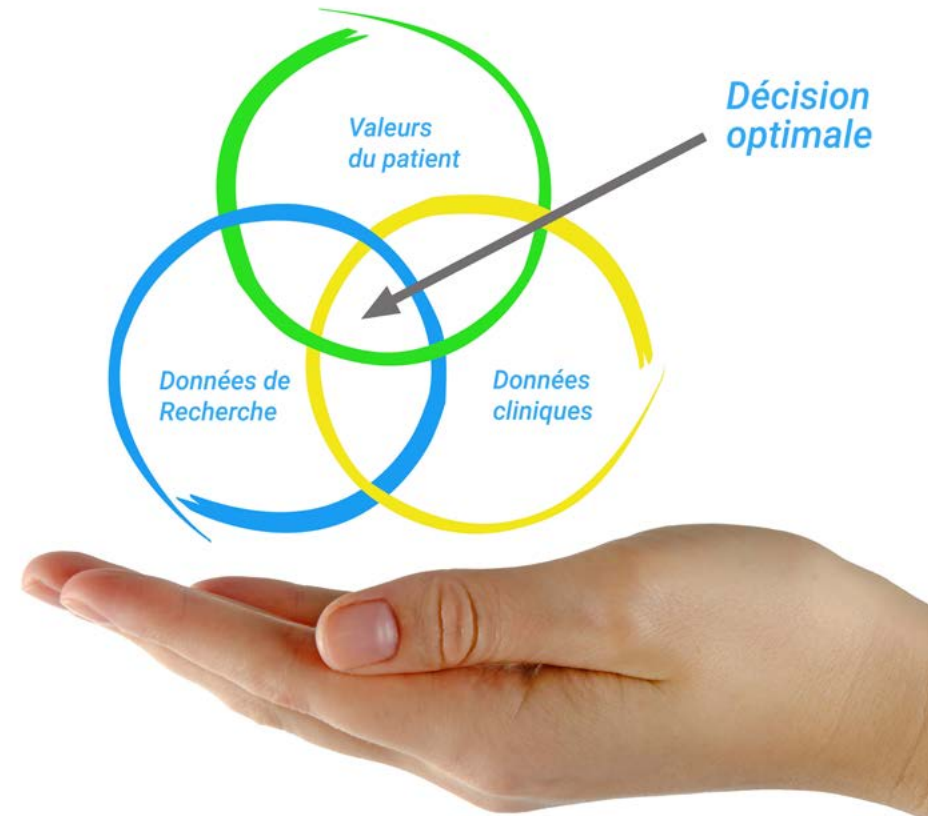 Valeurs
du patient
Décision
optimale
Données de
Recherche
Données
cliniques